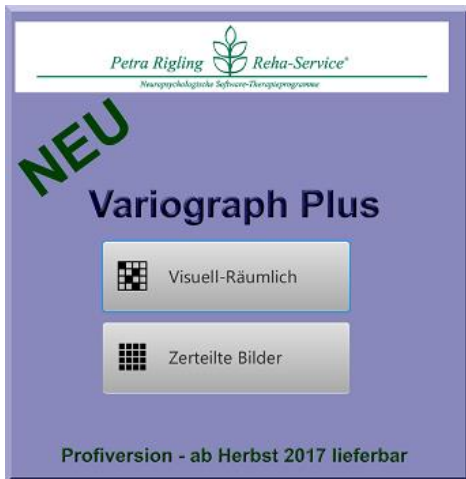 Petra Rigling Reha-Service®
Neuropsychologische Software-Therapieprogramme
NEU
Variograph Plus
Visuell-Räumlich
Zerteilte Bilder
Profiversion - ab Herbst 2017 lieferbar